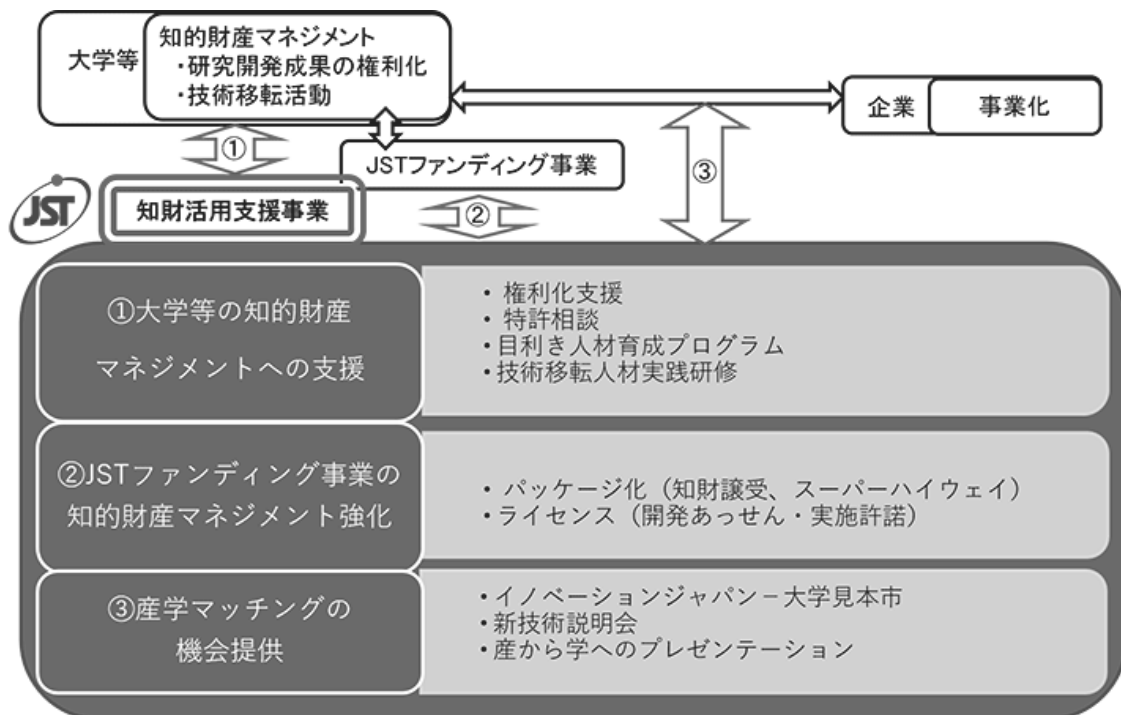 大学等
知的財産マネジメント
・研究開発成果の権利化
・技術移転活動
企業
事業化
①
JSTファンディング事業
③
JST
知財活用支援事業
②
①大学等の知的財産
マネジメントへの支援
・権利化支援
・特許相談
・目利き人材育成プログラム
・技術移転人材実践研修
②JSTファンディング事業の
知的財産マネジメント強化
・パッケージ化（知財譲受、スーパーハイウェイ）
・ライセンス（開発あっせん・実施許諾）
③産学マッチングの
機会提供
・イノベーションジャパン－大学見本市
・新技術説明会
・産から学へのプレゼンテーション